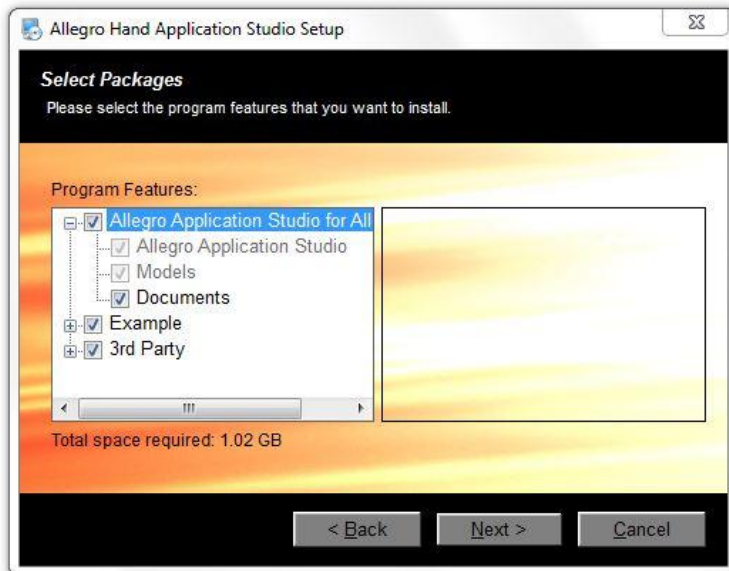 Allegro Hand Application Studio Setup
Select Packages
Please select the program features that you want to install.
Program Features:
Allegro Application Studio for All
Allegro Application Studio
Models
Documents
Example
3rd Party
Total space required: 1.02 GB
< Back
Next >
Cancel